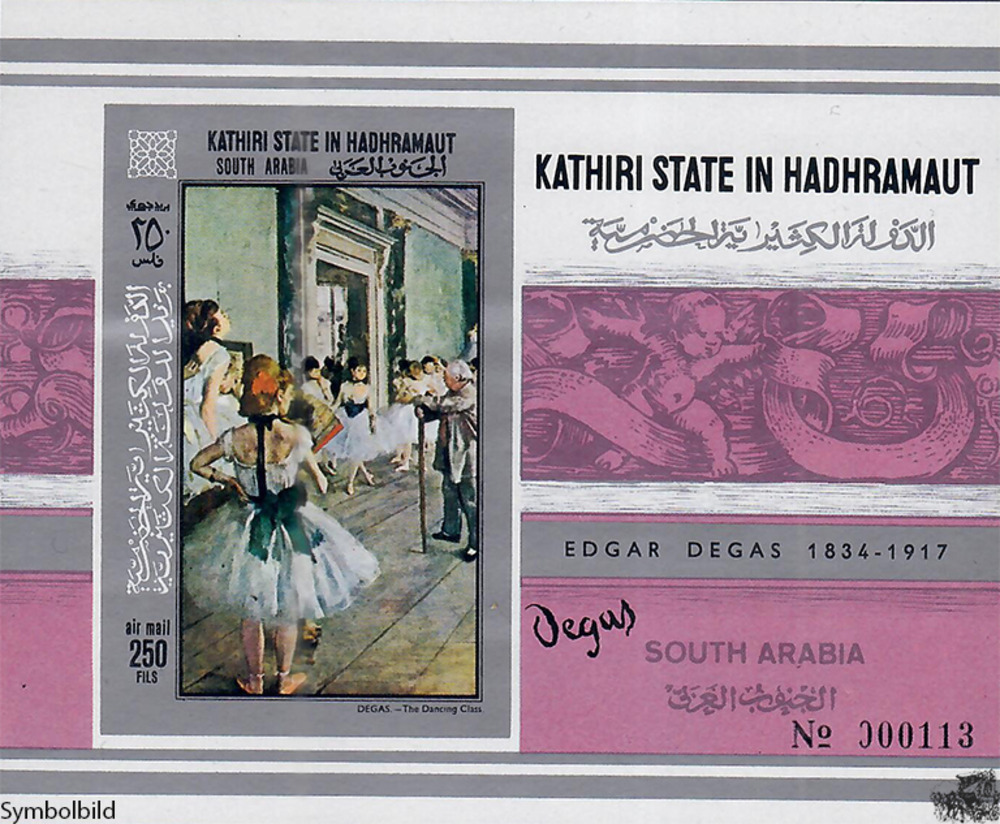 KATHIRI STATE IN HADHRAMAUT
SOUTH ARABIA الجنوب العربي
٢٥٠
فلس
air mail
250
FILS
DEGAS. — The Dancing Class.
KATHIRI STATE IN HADHRAMAUT
EDGAR DEGAS 1834-1917
Degas
SOUTH ARABIA
الجنوب العربي
№ 000113
Symbolbild